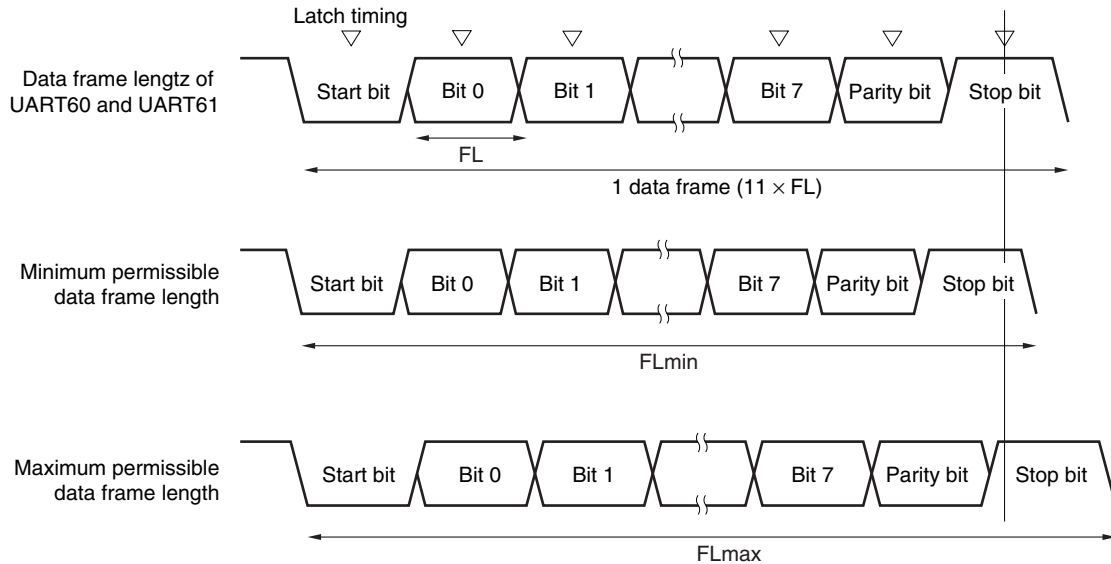 Latch timing
Data frame lengtz of
UART60 and UART61
Start bit Bit 0 Bit 1 Bit 7 Parity bit Stop bit
FL
1 data frame (11 × FL)
Minimum permissible
data frame length
Start bit Bit 0 Bit 1 Bit 7 Parity bit Stop bit
FLmin
Maximum permissible
data frame length
Start bit Bit 0 Bit 1 Bit 7 Parity bit Stop bit
FLmax